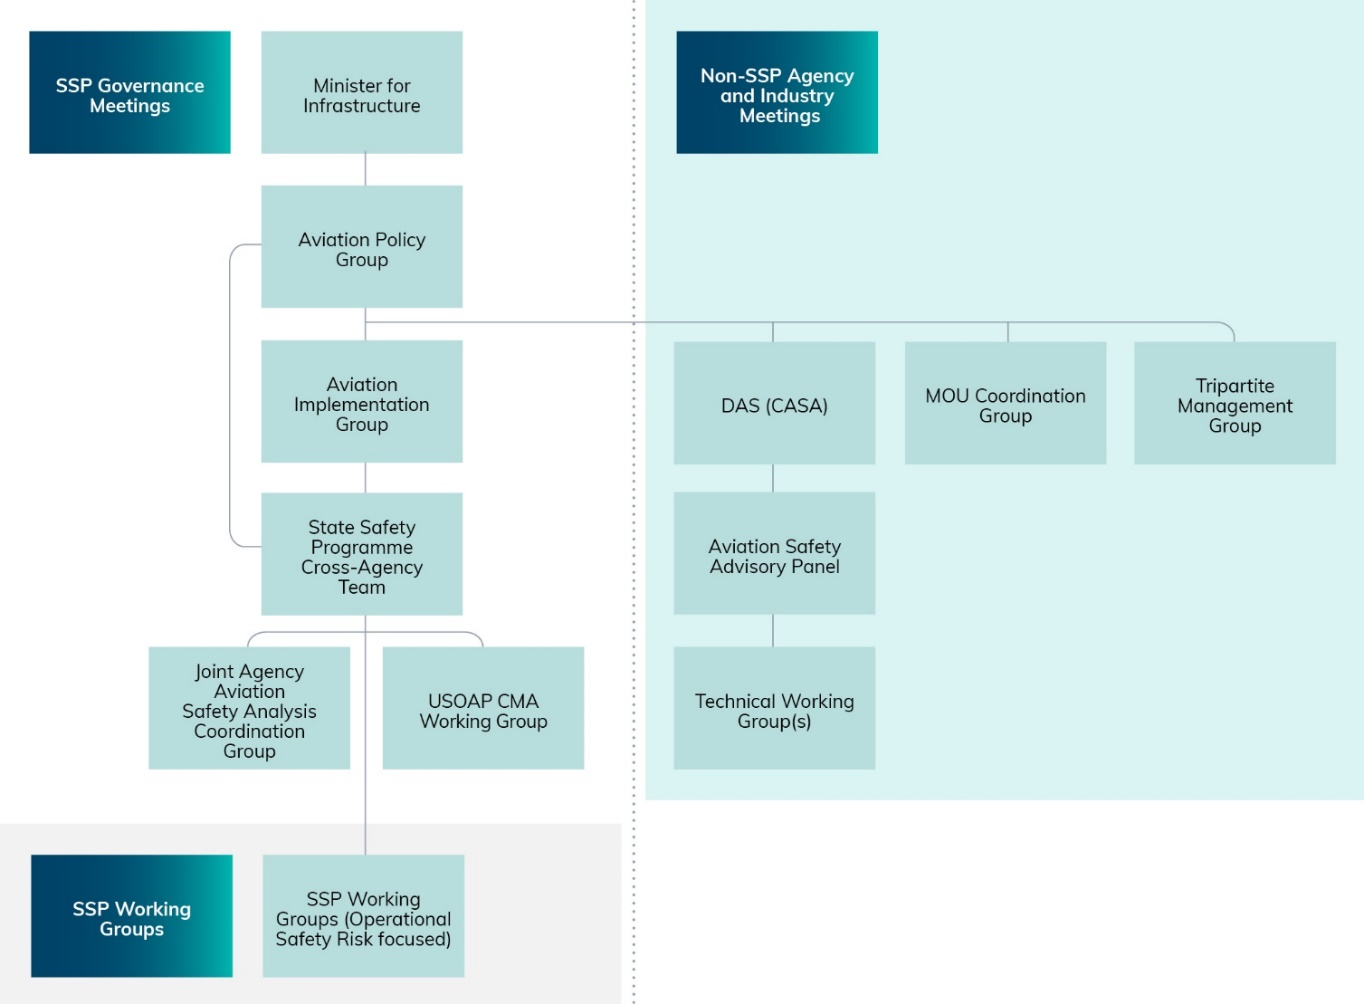 SSP Governance
Meetings
Minister for
Infrastructure
Non-SSP Agency
and Industry
Meetings
Aviation Policy
Group
Aviation
Implementation
Group
DAS (CASA)
MOU Coordination
Group
Tripartite
Management
Group
State Safety
Programme
Cross-Agency
Team
Aviation Safety
Advisory Panel
Joint Agency
Aviation
Safety Analysis
Coordination
Group
USOAP CMA
Working Group
Technical Working
Group(s)
SSP Working
Groups
SSP Working
Groups (Operational
Safety Risk focused)